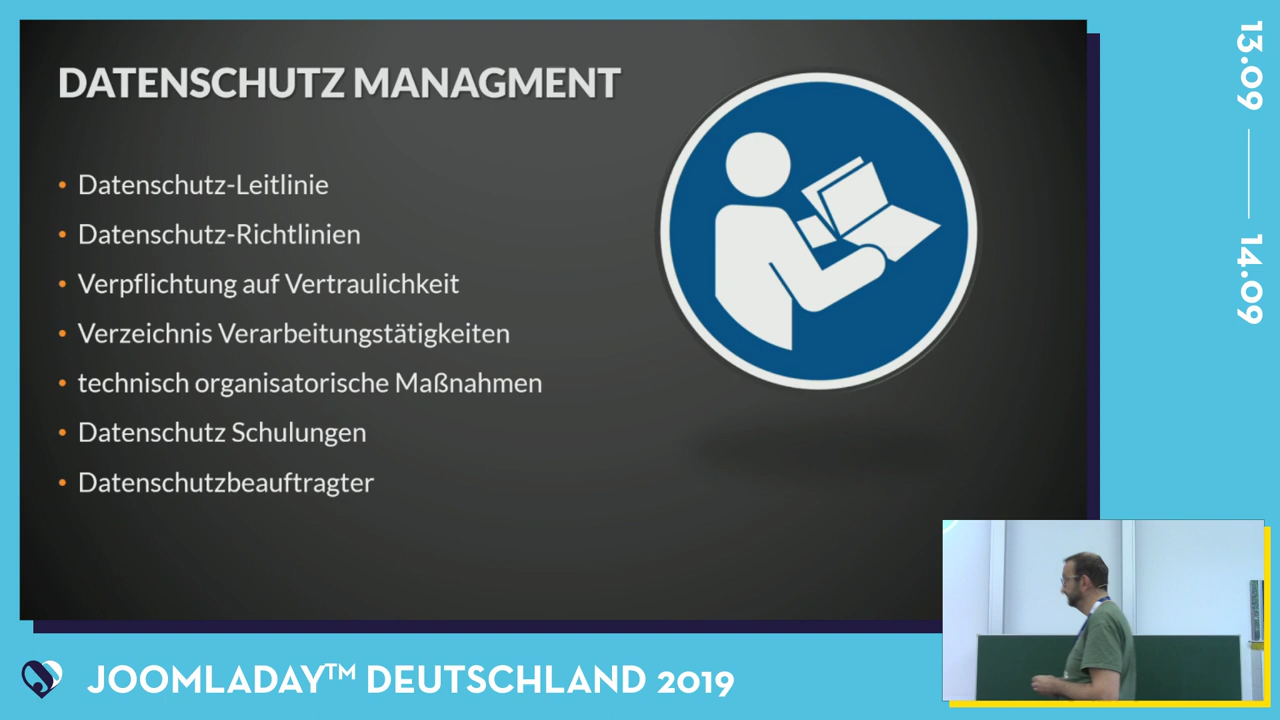 DATENSCHUTZ MANAGMENT
• Datenschutz-Leitlinie
• Datenschutz-Richtlinien
• Verpflichtung auf Vertraulichkeit
• Verzeichnis Verarbeitungstätigkeiten
• technisch organisatorische Maßnahmen
• Datenschutz Schulungen
• Datenschutzbeauftragter
13.09
14.09
JOOMLADAY™ DEUTSCHLAND 2019